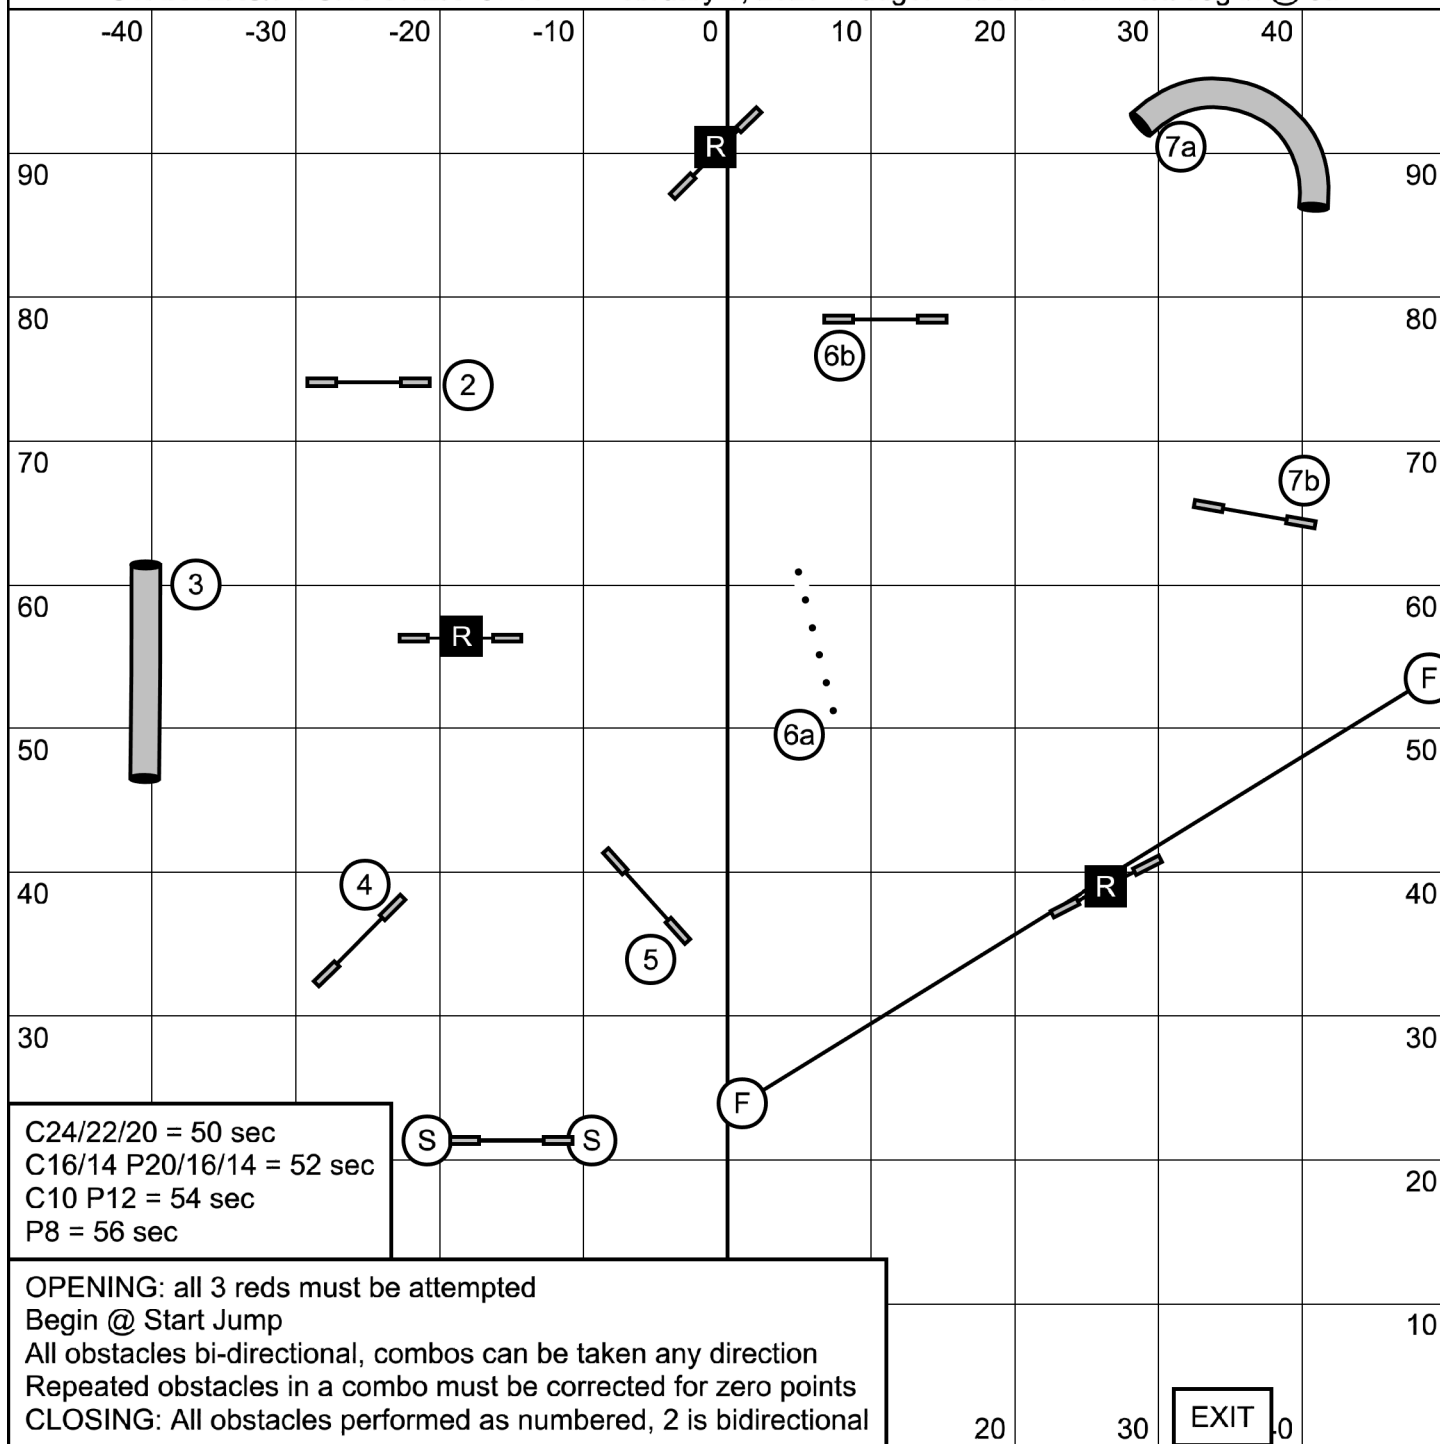 -40 -30 -20 -10 0 10 20 30 40
R
7a
90 90
80 80
6b
2
70 70
7b
3
60 60
R
F
6a
50 50
4
R
40 40
5
30 30
F
C24/22/20 = 50 sec
S S
C16/14 P20/16/14 = 52 sec
20
C10 P12 = 54 sec
P8 = 56 sec
OPENING: all 3 reds must be attempted
Begin @ Start Jump
10
All obstacles bi-directional, combos can be taken any direction
Repeated obstacles in a combo must be corrected for zero points
CLOSING: All obstacles performed as numbered, 2 is bidirectional
20 30 EXIT 0